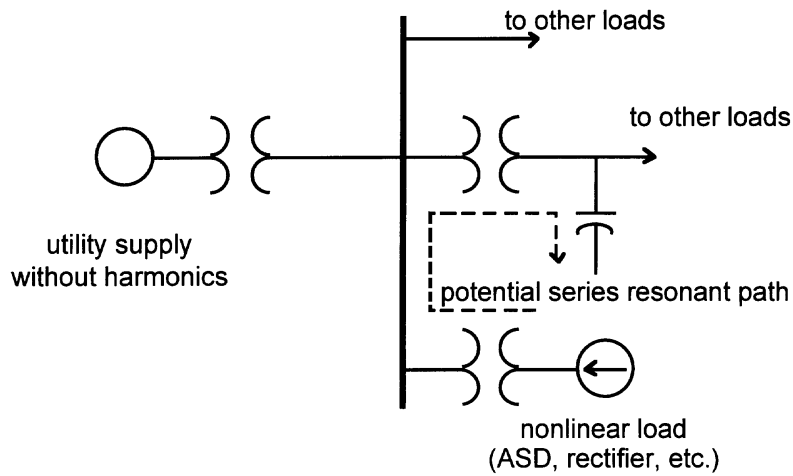 to other loads
to other loads
utility supply
without harmonics
potential series resonant path
nonlinear load
(ASD, rectifier, etc.)